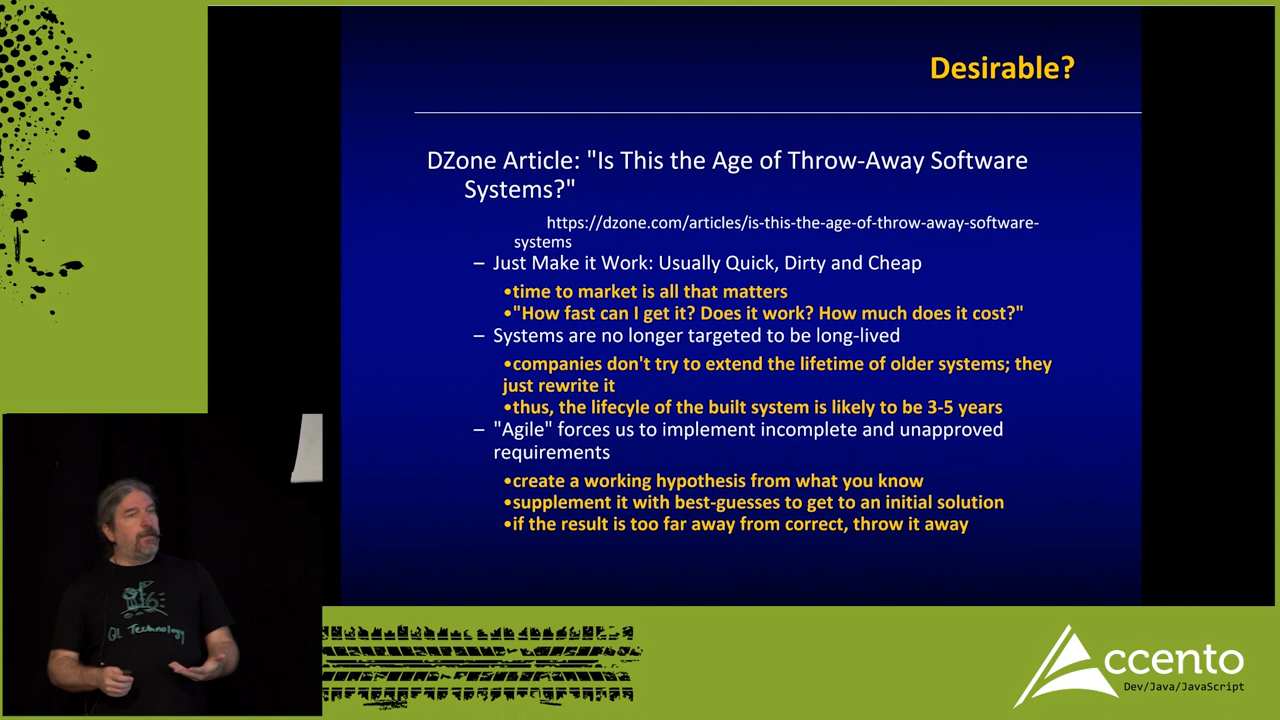 Desirable?
DZone Article: "Is This the Age of Throw-Away Software
Systems?"
https://dzone.com/articles/is-this-the-age-of-throw-away-software-
systems
– Just Make it Work: Usually Quick, Dirty and Cheap
•time to market is all that matters
•"How fast can I get it? Does it work? How much does it cost?"
– Systems are no longer targeted to be long-lived
•companies don't try to extend the lifetime of older systems; they
just rewrite it
•thus, the lifecyle of the built system is likely to be 3-5 years
– "Agile" forces us to implement incomplete and unapproved
requirements
•create a working hypothesis from what you know
•supplement it with best-guesses to get to an initial solution
•if the result is too far away from correct, throw it away
Technology
Accento
Dev/Java/JavaScript